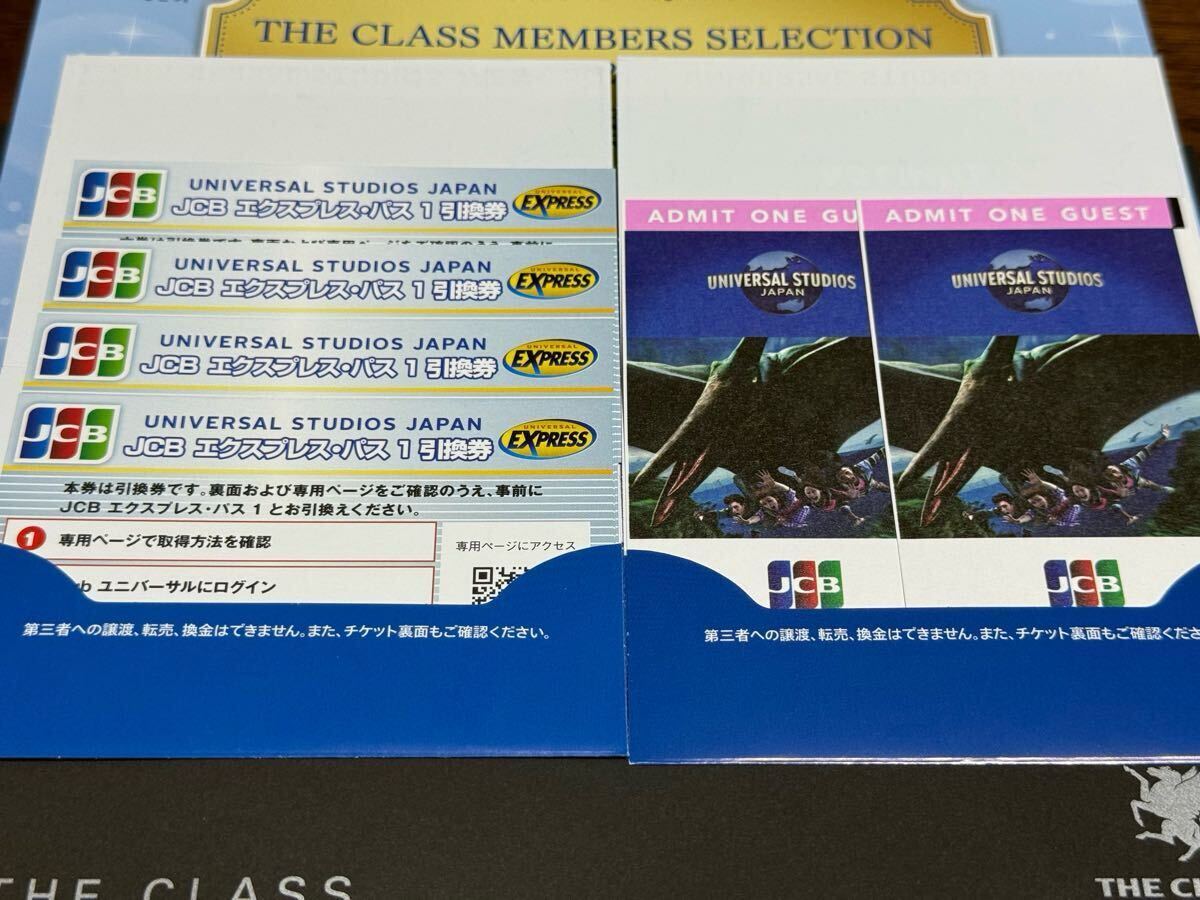 THE CLASS MEMBERS SELECTION
JCB
UNIVERSAL STUDIOS JAPAN
JCB エクスプレス・パス 1 引換券
UNIVERSAL
EXPRESS
JCB
UNIVERSAL STUDIOS JAPAN
JCB エクスプレス・パス 1 引換券
UNIVERSAL
EXPRESS
JCB
UNIVERSAL STUDIOS JAPAN
JCB エクスプレス・パス 1 引換券
UNIVERSAL
EXPRESS
JCB
UNIVERSAL STUDIOS JAPAN
JCB エクスプレス・パス 1 引換券
UNIVERSAL
EXPRESS
本券は引換券です。裏面および専用ページをご確認のうえ、事前に
JCB エクスプレス・パス 1 とお引換えください。
1 専用ページで取得方法を確認
専用ページにアクセス
ユニバーサルにログイン
第三者への譲渡、転売、換金はできません。また、チケット裏面もご確認ください。
ADMIT ONE GU
UNIVERSAL STUDIOS
JAPAN
JCB
ADMIT ONE GUEST
UNIVERSAL STUDIOS
JAPAN
JCB
第三者への譲渡、転売、換金はできません。また、チケット裏面もご確認くださ
THE CLASS
THE CL